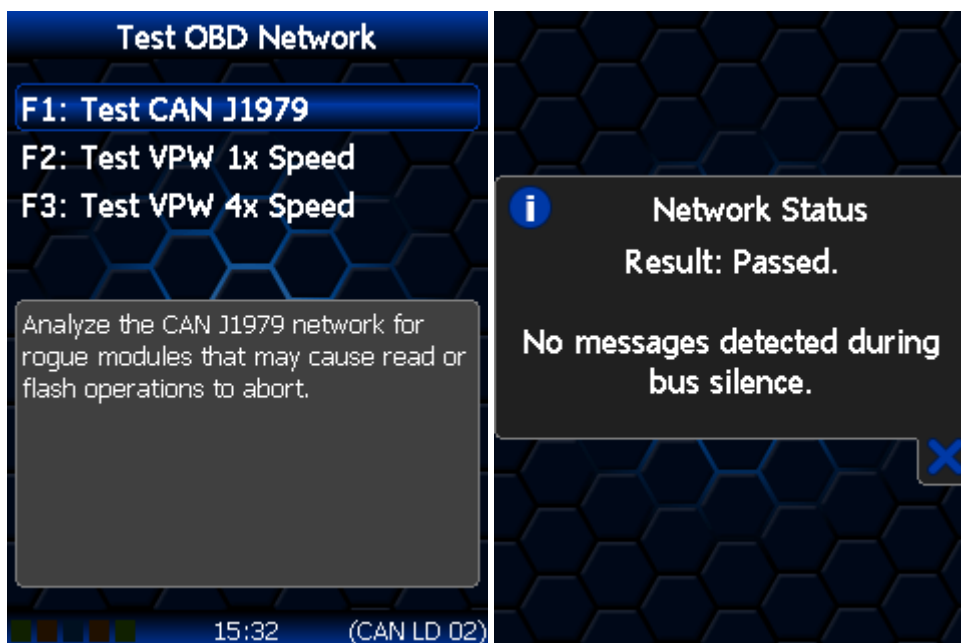 Test OBD Network
F1: Test CAN J1979
F2: Test VPW 1x Speed
F3: Test VPW 4x Speed
Analyze the CAN J1979 network for
rogue modules that may cause read or
flash operations to abort.
15:32
(CAN LD 02)
i
Network Status
Result: Passed.
No messages detected during
bus silence.